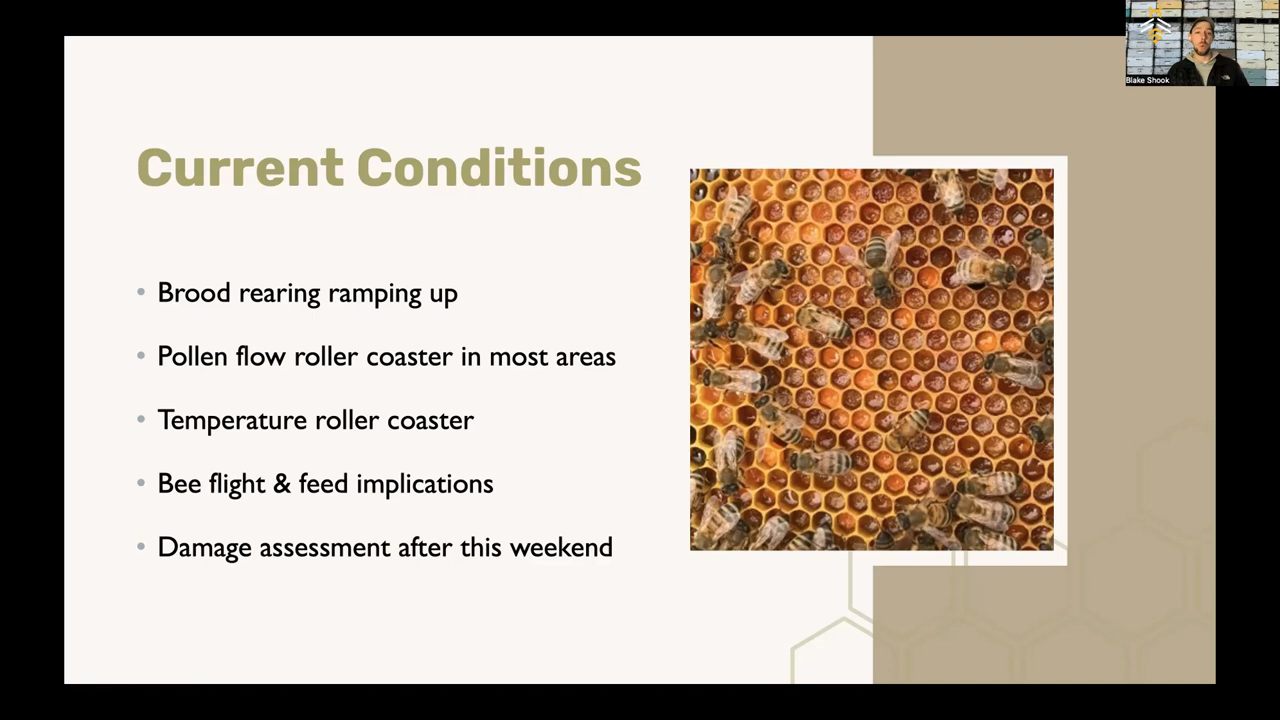 Current Conditions
• Brood rearing ramping up
• Pollen flow roller coaster in most areas
• Temperature roller coaster
• Bee flight & feed implications
• Damage assessment after this weekend
Blake Shook